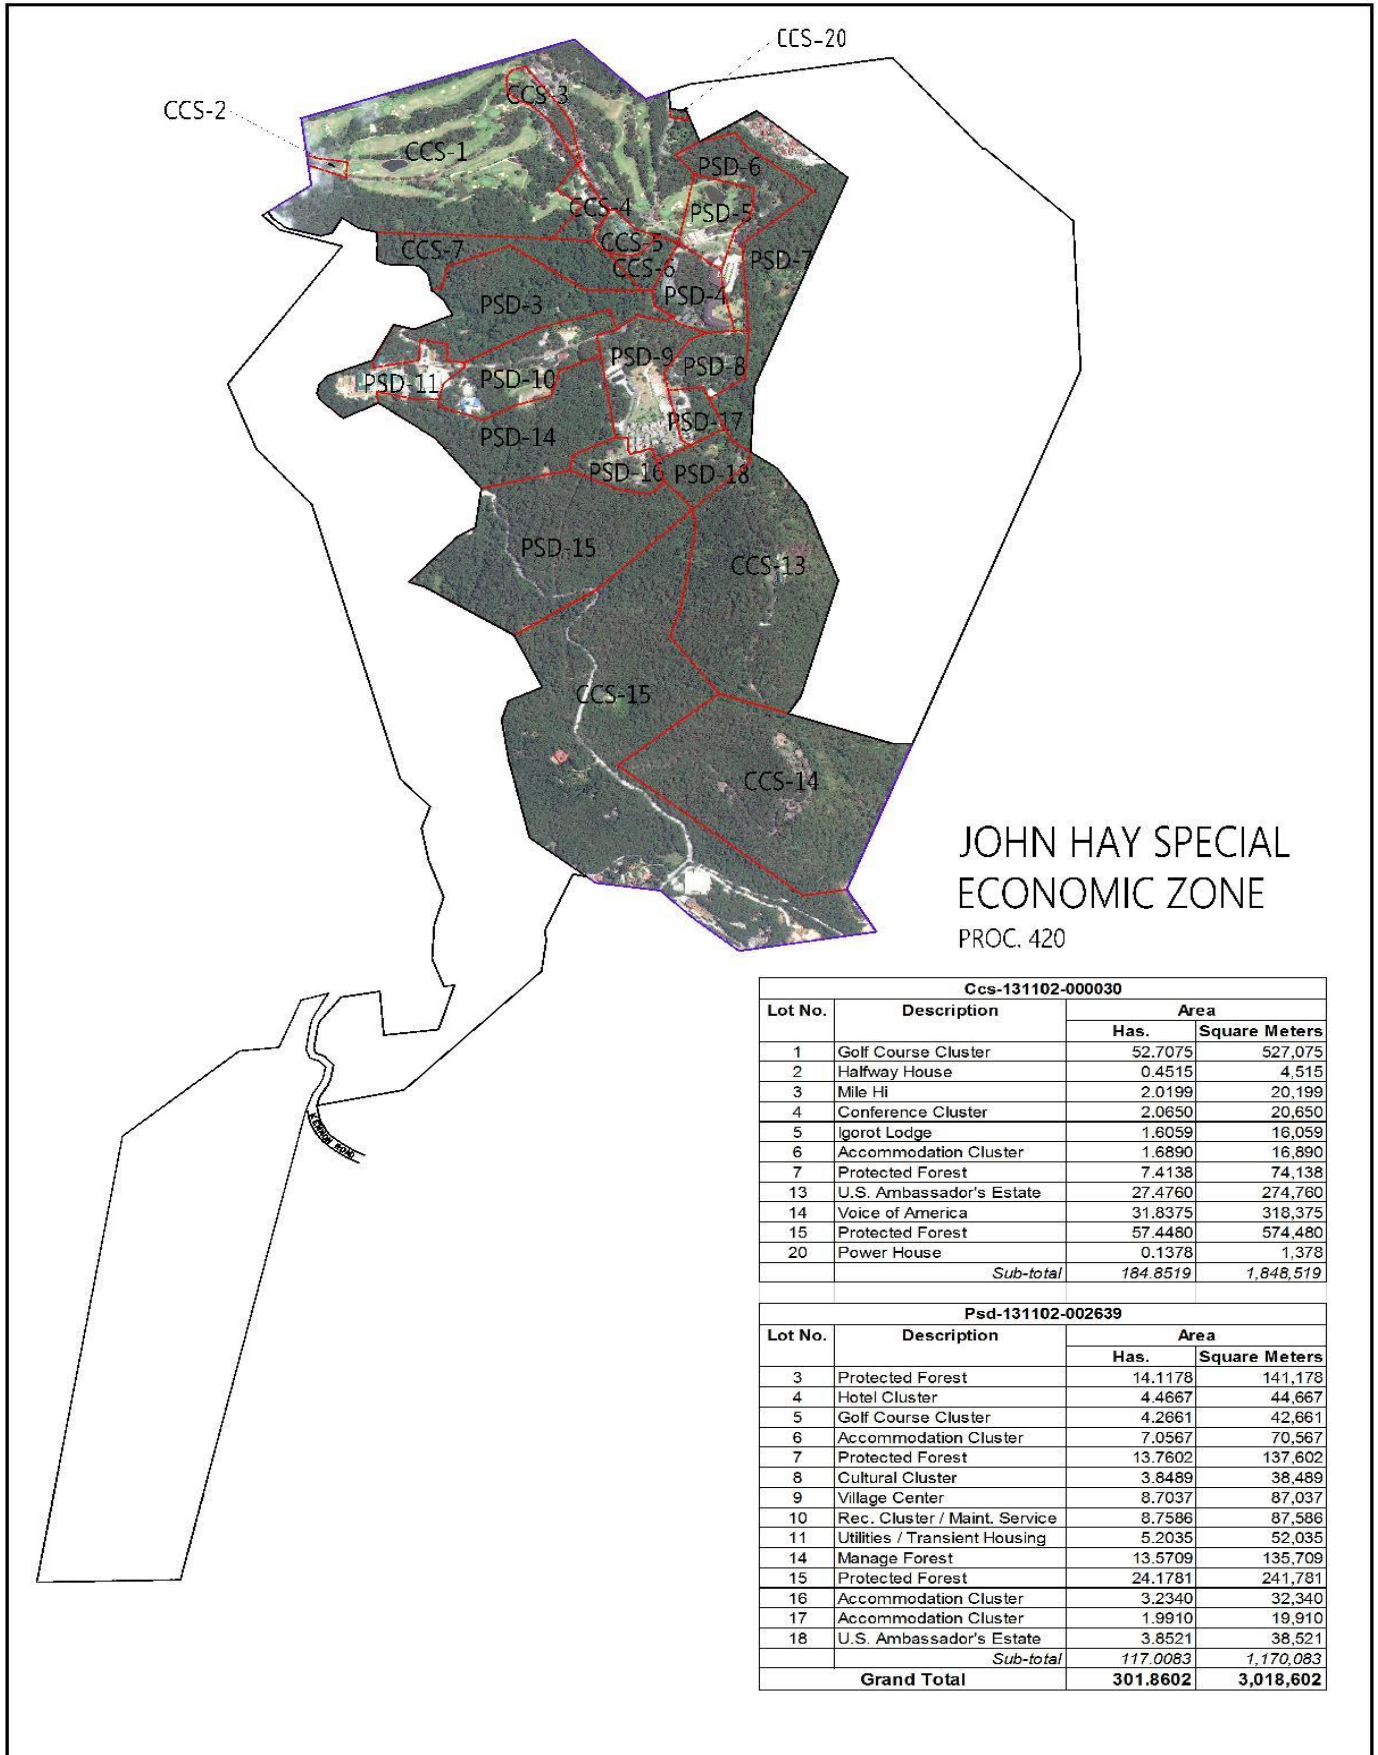 CCS-20
CCS-2
CCS-3
CCS-1
PSD-6
CCS-4
PSD-5
CCS-5
CCS-7
CCS-6
PSD-7
PSD-3
PSD-4
PSD-9
PSD-8
PSD-11
PSD-10
PSD-17
PSD-14
PSD-16
PSD-18
PSD-15
CCS-13
CCS-15
CCS-14
JOHN HAY SPECIAL
ECONOMIC ZONE
PROC. 420
KENNON ROAD
Ccs-131102-000030
Lot No. Description Area
Has. Square Meters
1 Golf Course Cluster 52.7075 527,075
2 Halfway House 0.4515 4,515
3 Mile Hi 2.0199 20,199
4 Conference Cluster 2.0650 20,650
5 Igorot Lodge 1.6059 16,059
6 Accommodation Cluster 1.6890 16,890
7 Protected Forest 7.4138 74,138
13 U.S. Ambassador's Estate 27.4760 274,760
14 Voice of America 31.8375 318,375
15 Protected Forest 57.4480 574,480
20 Power House 0.1378 1,378
Sub-total 184.8519 1,848,519
Psd-131102-002639
Lot No. Description Area
Has. Square Meters
3 Protected Forest 14.1178 141,178
4 Hotel Cluster 4.4667 44,667
5 Golf Course Cluster 4.2661 42,661
6 Accommodation Cluster 7.0567 70,567
7 Protected Forest 13.7602 137,602
8 Cultural Cluster 3.8489 38,489
9 Village Center 8.7037 87,037
10 Rec. Cluster / Maint. Service 8.7586 87,586
11 Utilities / Transient Housing 5.2035 52,035
14 Manage Forest 13.5709 135,709
15 Protected Forest 24.1781 241,781
16 Accommodation Cluster 3.2340 32,340
17 Accommodation Cluster 1.9910 19,910
18 U.S. Ambassador's Estate 3.8521 38,521
Sub-total 117.0083 1,170,083
Grand Total 301.8602 3,018,602